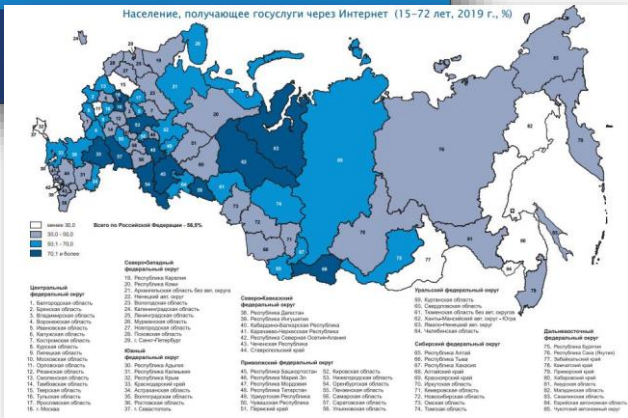 Население, получающее госуслуги через Интернет (15-72 лет, 2019 г., %)
менее 30,0
30,0 - 50,0
50,1 - 70,0
70,1 и более
Всего по Российской Федерации - 56,5%
Центральный
федеральный округ
1. Белгородская область
2. Брянская область
3. Владимирская область
4. Воронежская область
5. Ивановская область
6. Калужская область
7. Костромская область
8. Курская область
9. Липецкая область
10. Московская область
11. Орловская область
12. Рязанская область
13. Смоленская область
14. Тамбовская область
15. Тверская область
16. Тульская область
17. Ярославская область
18. г. Москва
Северо-Западный
федеральный округ
19. Республика Карелия
20. Республика Коми
21. Архангельская область без авт. округа
22. Ненецкий авт. округ
23. Вологодская область
24. Калининградская область
25. Ленинградская область
26. Мурманская область
27. Новгородская область
28. Псковская область
29. г. Санкт-Петербург
Южный
федеральный округ
30. Республика Адыгея
31. Республика Калмыкия
32. Республика Крым
33. Краснодарский край
34. Астраханская область
35. Волгоградская область
36. Ростовская область
37. г. Севастополь
Северо-Кавказский
федеральный округ
38. Республика Дагестан
39. Республика Ингушетия
40. Кабардино-Балкарская Республика
41. Карачаево-Черкесская Республика
42. Республика Северная Осетия-Алания
43. Чеченская Республика
44. Ставропольский край
Приволжский федеральный округ
45. Республика Башкортостан
46. Республика Марий Эл
47. Республика Мордовия
48. Республика Татарстан
49. Удмуртская Республика
50. Чувашская Республика
51. Пермский край
52. Кировская область
53. Нижегородская область
54. Оренбургская область
55. Пензенская область
56. Самарская область
57. Саратовская область
58. Ульяновская область
Уральский федеральный округ
59. Курганская область
60. Свердловская область
61. Тюменская область без авт. округов
62. Ханты-Мансийский авт. округ - Югра
63. Ямало-Ненецкий авт. округ
64. Челябинская область
Сибирский федеральный округ
65. Республика Алтай
66. Республика Тыва
67. Республика Хакасия
68. Алтайский край
69. Красноярский край
70. Иркутская область
71. Кемеровская область
72. Новосибирская область
73. Омская область
74. Томская область
Дальневосточный
федеральный округ
75. Республика Бурятия
76. Республика Саха (Якутия)
77. Забайкальский край
78. Камчатский край
79. Приморский край
80. Хабаровский край
81. Амурская область
82. Магаданская область
83. Сахалинская область
84. Еврейская автономная область
85. Чукотский автономный округ